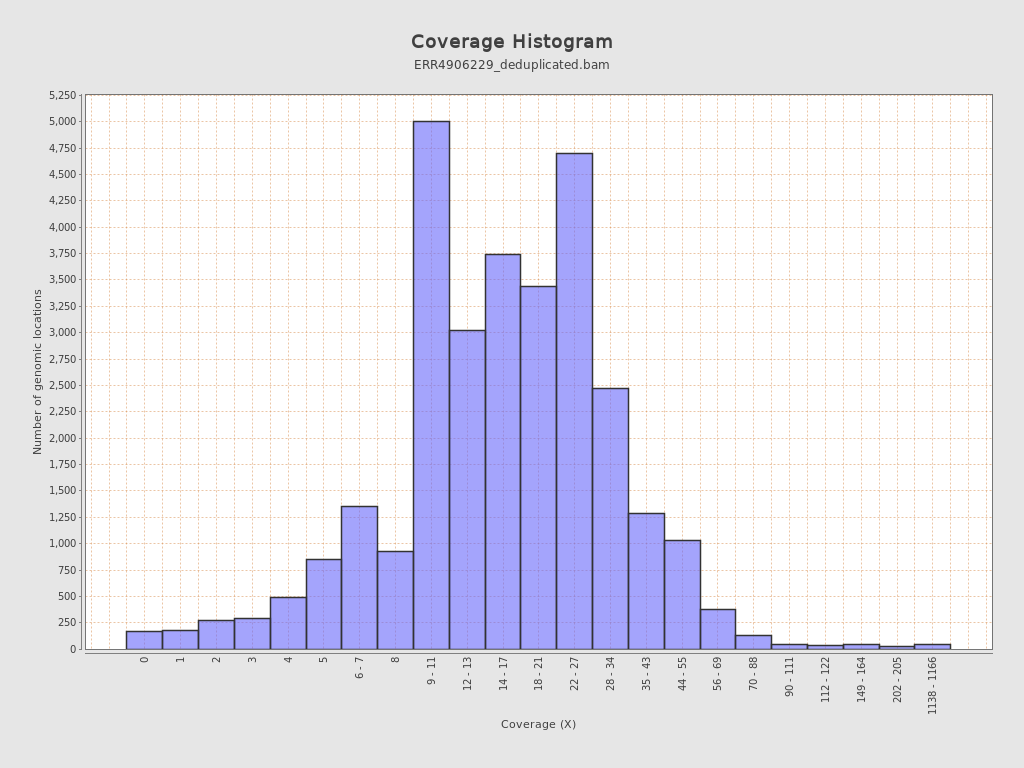 Coverage Histogram
ERR4906229_deduplicated.bam
5,250
5,000
4,750
4,500
4,250
4,000
3,750
3,500
3,250
3,000
2,750
2,500
2,250
2,000
1,750
1,500
1,250
1,000
750
500
250
0
Number of genomic locations
0
1
2
3
4
5
6 - 7
8
9 - 11
12 - 13
14 - 17
18 - 21
22 - 27
28 - 34
35 - 43
44 - 55
56 - 69
70 - 88
90 - 111
112 - 122
149 - 164
202 - 205
1138 - 1166
Coverage (X)